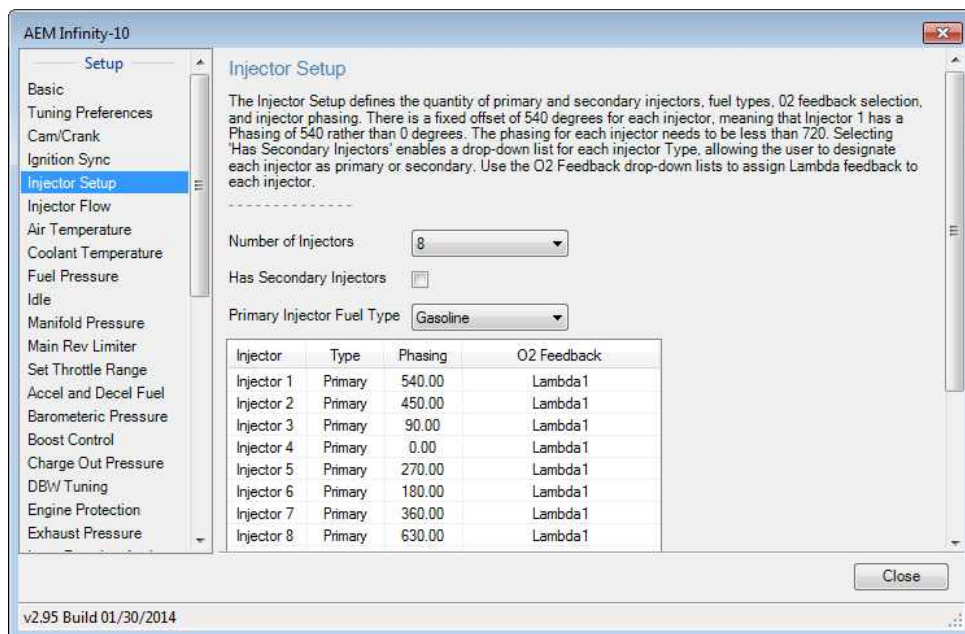 AEM Infinity-10
Setup
Basic
Tuning Preferences
Cam/Crank
Ignition Sync
Injector Setup
Injector Flow
Air Temperature
Coolant Temperature
Fuel Pressure
Idle
Manifold Pressure
Main Rev Limiter
Set Throttle Range
Accel and Decel Fuel
Barometeric Pressure
Boost Control
Charge Out Pressure
DBW Tuning
Engine Protection
Exhaust Pressure
Injector Setup
The Injector Setup defines the quantity of primary and secondary injectors, fuel types, 02 feedback selection,
and injector phasing. There is a fixed offset of 540 degrees for each injector, meaning that Injector 1 has a
Phasing of 540 rather than 0 degrees. The phasing for each injector needs to be less than 720. Selecting
'Has Secondary Injectors' enables a drop-down list for each injector Type, allowing the user to designate
each injector as primary or secondary. Use the O2 Feedback drop-down lists to assign Lambda feedback to
each injector.
- - - - - - - - - - - - - -
Number of Injectors 8
Has Secondary Injectors
Primary Injector Fuel Type Gasoline
Injector Type Phasing O2 Feedback
Injector 1 Primary 540.00 Lambda1
Injector 2 Primary 450.00 Lambda1
Injector 3 Primary 90.00 Lambda1
Injector 4 Primary 0.00 Lambda1
Injector 5 Primary 270.00 Lambda1
Injector 6 Primary 180.00 Lambda1
Injector 7 Primary 360.00 Lambda1
Injector 8 Primary 630.00 Lambda1
Close
v2.95 Build 01/30/2014